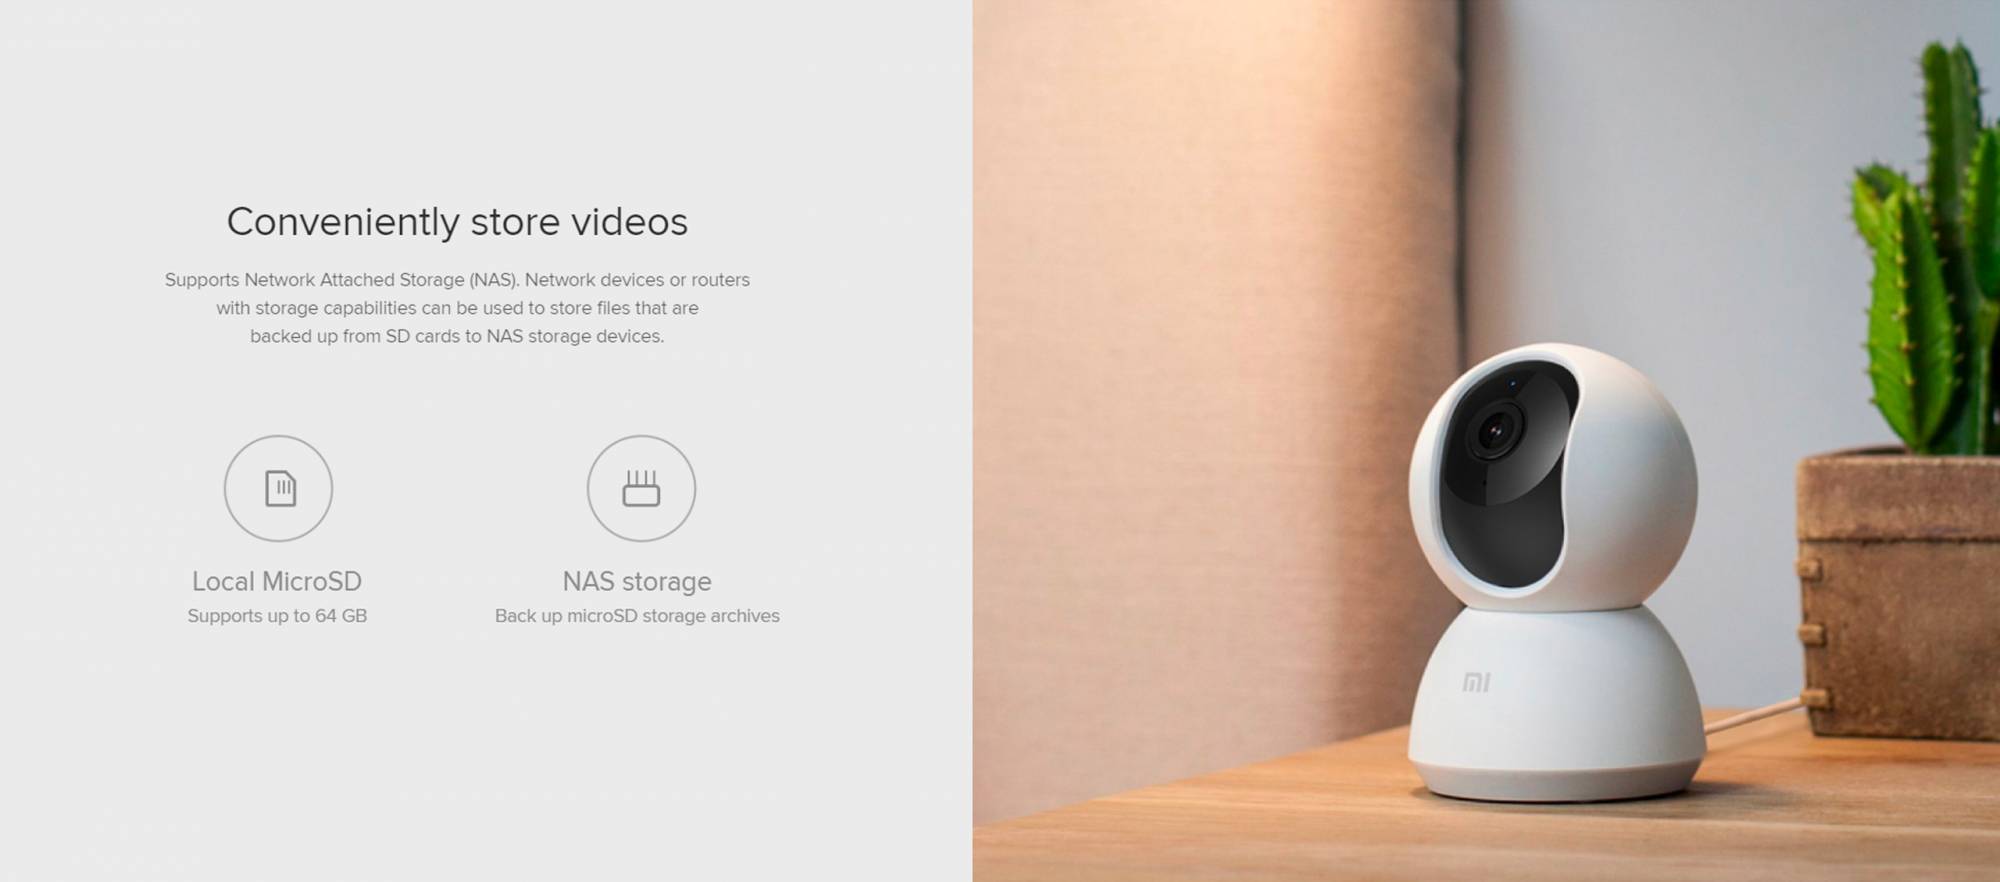 Conveniently store videos
Supports Network Attached Storage (NAS). Network devices or routers
with storage capabilities can be used to store files that are
backed up from SD cards to NAS storage devices.
Local MicroSD
Supports up to 64 GB
NAS storage
Back up microSD storage archives
MI